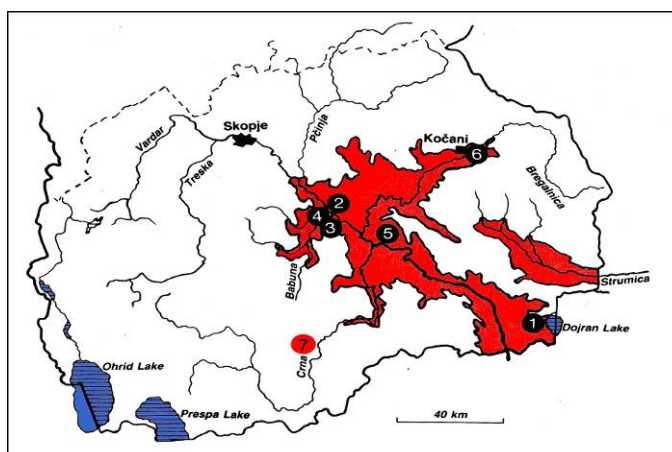 Skopje
Vardar
Treska
Pčinja
Kočani
6
Bregalnica
2
4
3
5
Babuna
Strumica
1
Dojran Lake
7
Crna
Ohrid Lake
Prespa Lake
40 km